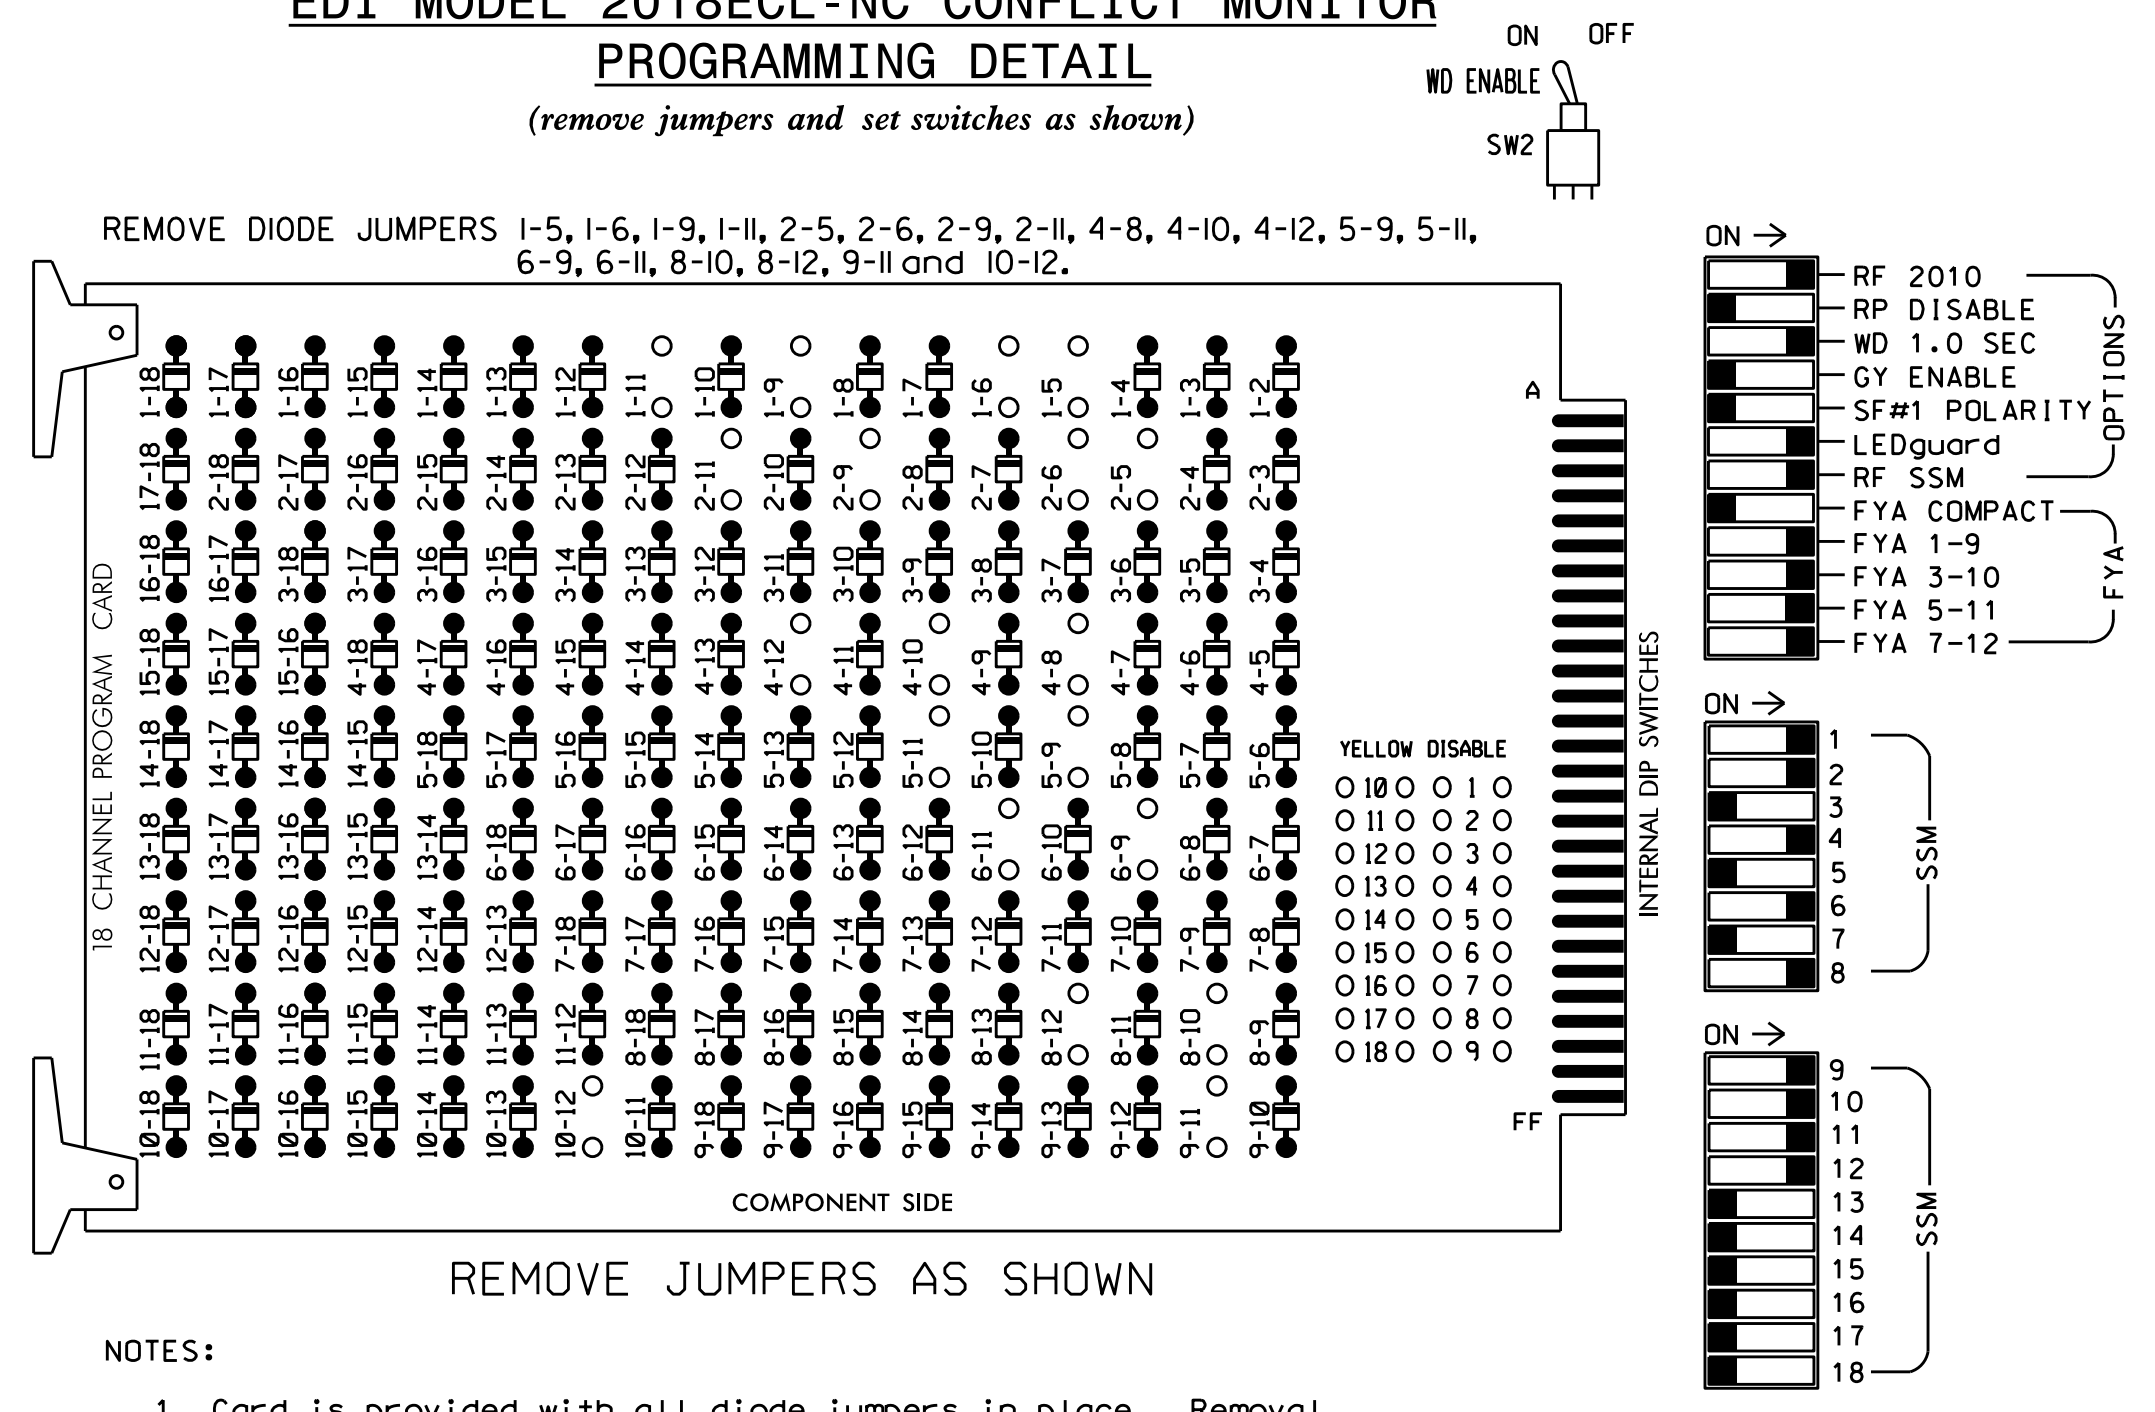 EDI MODEL 2018ECL-NC CONFLICT MONITOR
PROGRAMMING DETAIL
(remove jumpers and set switches as shown)
ON OFF
WD ENABLE
SW2
REMOVE DIODE JUMPERS 1-5, 1-6, 1-9, 1-11, 2-5, 2-6, 2-9, 2-11, 4-8, 4-10, 4-12, 5-9, 5-11,
6-9, 6-11, 8-10, 8-12, 9-11 and 10-12.
18 CHANNEL PROGRAM CARD
1-18 1-17 1-16 1-15 1-14 1-13 1-12 1-11 1-10 1-9 1-8 1-7 1-6 1-5 1-4 1-3 1-2
17-18 2-18 2-17 2-16 2-15 2-14 2-13 2-12 2-11 2-10 2-9 2-8 2-7 2-6 2-5 2-4 2-3
16-18 16-17 3-18 3-17 3-16 3-15 3-14 3-13 3-12 3-11 3-10 3-9 3-8 3-7 3-6 3-5 3-4
15-18 15-17 15-16 4-18 4-17 4-16 4-15 4-14 4-13 4-12 4-11 4-10 4-9 4-8 4-7 4-6 4-5
14-18 14-17 14-16 14-15 5-18 5-17 5-16 5-15 5-14 5-13 5-12 5-11 5-10 5-9 5-8 5-7 5-6
13-18 13-17 13-16 13-15 13-14 6-18 6-17 6-16 6-15 6-14 6-13 6-12 6-11 6-10 6-9 6-8 6-7
12-18 12-17 12-16 12-15 12-14 12-13 7-18 7-17 7-16 7-15 7-14 7-13 7-12 7-11 7-10 7-9 7-8
11-18 11-17 11-16 11-15 11-14 11-13 11-12 8-18 8-17 8-16 8-15 8-14 8-13 8-12 8-11 8-10 8-9
10-18 10-17 10-16 10-15 10-14 10-13 10-12 10-11 9-18 9-17 9-16 9-15 9-14 9-13 9-12 9-11 9-10
YELLOW DISABLE
10 1
11 2
12 3
13 4
14 5
15 6
16 7
17 8
18 9
A
FF
COMPONENT SIDE
INTERNAL DIP SWITCHES
ON →
RF 2010
RP DISABLE
WD 1.0 SEC
GY ENABLE
SF#1 POLARITY
LEDguard
RF SSM
OPTIONS
FYA COMPACT
FYA 1-9
FYA 3-10
FYA 5-11
FYA 7-12
FYA
ON →
1
2
3
4
5
6
7
8
SSM
ON →
9
10
11
12
13
14
15
16
17
18
SSM
REMOVE JUMPERS AS SHOWN
NOTES:
1. Card is provided with all diode jumpers in place. Removal